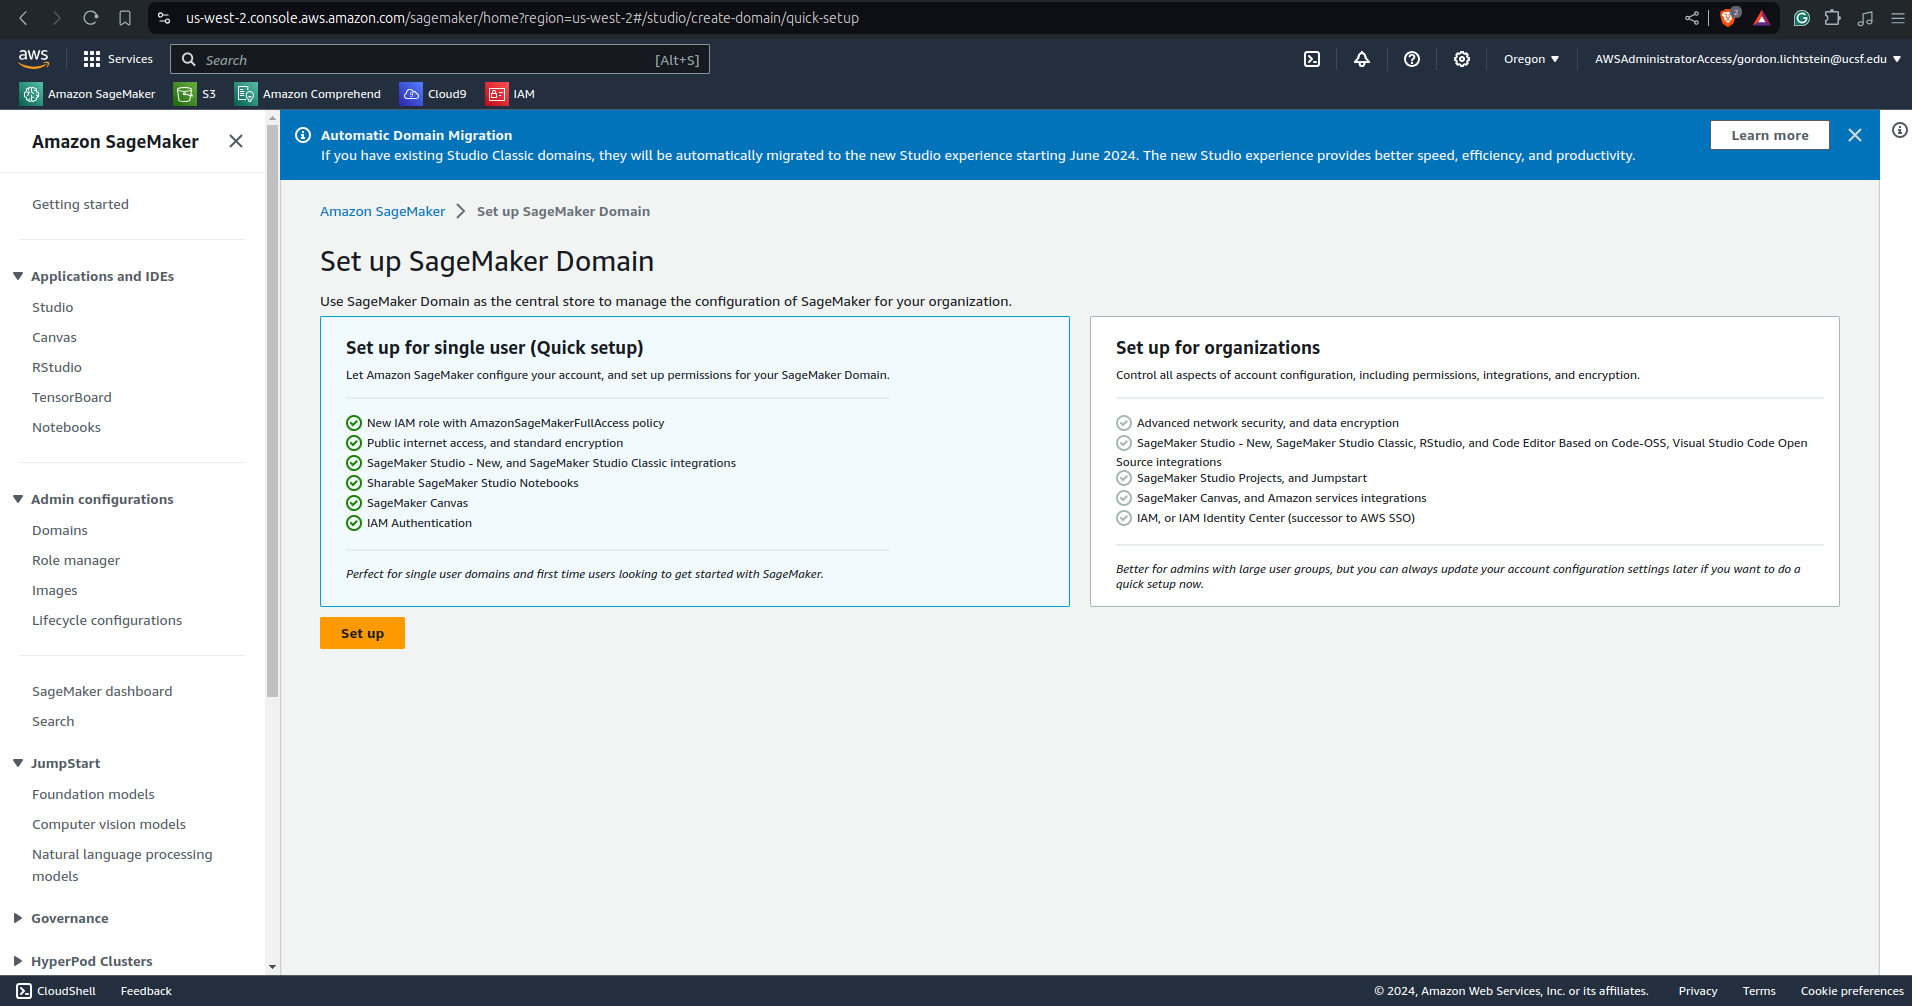 us-west-2.console.aws.amazon.com/sagemaker/home?region=us-west-2#/studio/create-domain/quick-setup
2
aws
Services
Search
[Alt+S]
Oregon
AWSAdministratorAccess/gordon.lichtstein@ucsf.edu
Amazon SageMaker
S3
Amazon Comprehend
Cloud9
IAM
Amazon SageMaker
Getting started
Applications and IDEs
Studio
Canvas
RStudio
TensorBoard
Notebooks
Admin configurations
Domains
Role manager
Images
Lifecycle configurations
SageMaker dashboard
Search
JumpStart
Foundation models
Computer vision models
Natural language processing
models
Governance
HyperPod Clusters
Automatic Domain Migration
If you have existing Studio Classic domains, they will be automatically migrated to the new Studio experience starting June 2024. The new Studio experience provides better speed, efficiency, and productivity.
Learn more
Amazon SageMaker
Set up SageMaker Domain
Set up SageMaker Domain
Use SageMaker Domain as the central store to manage the configuration of SageMaker for your organization.
Set up for single user (Quick setup)
Let Amazon SageMaker configure your account, and set up permissions for your SageMaker Domain.
New IAM role with AmazonSageMakerFullAccess policy
Public internet access, and standard encryption
SageMaker Studio - New, and SageMaker Studio Classic integrations
Sharable SageMaker Studio Notebooks
SageMaker Canvas
IAM Authentication
Perfect for single user domains and first time users looking to get started with SageMaker.
Set up for organizations
Control all aspects of account configuration, including permissions, integrations, and encryption.
Advanced network security, and data encryption
SageMaker Studio - New, SageMaker Studio Classic, RStudio, and Code Editor Based on Code-OSS, Visual Studio Code Open
Source integrations
SageMaker Studio Projects, and Jumpstart
SageMaker Canvas, and Amazon services integrations
IAM, or IAM Identity Center (successor to AWS SSO)
Better for admins with large user groups, but you can always update your account configuration settings later if you want to do a
quick setup now.
Set up
CloudShell
Feedback
© 2024, Amazon Web Services, Inc. or its affiliates.
Privacy
Terms
Cookie preferences